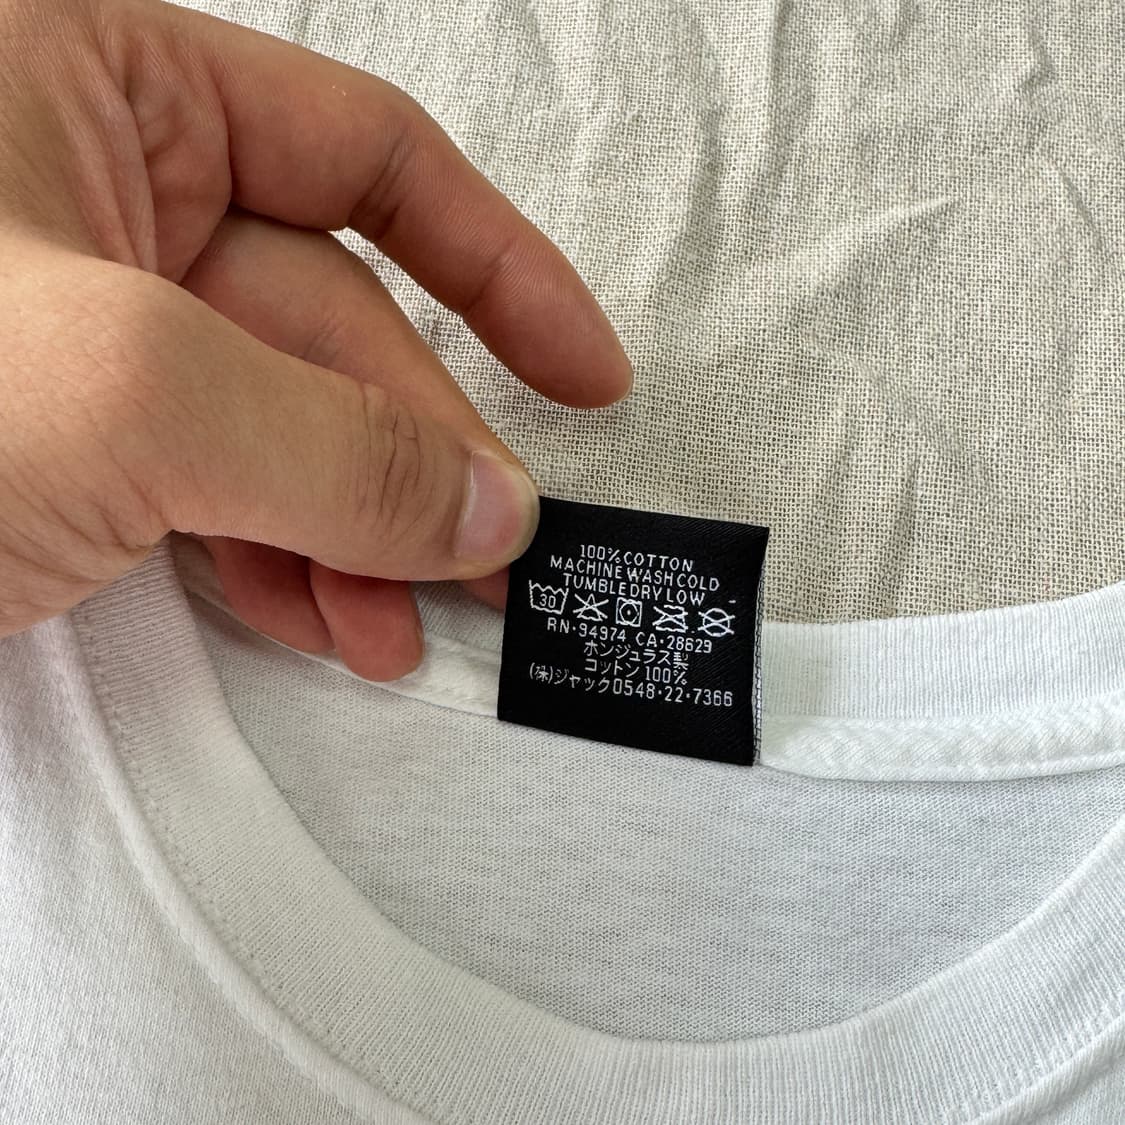 100% COTTON
MACHINE WASH COLD
TUMBLE DRY LOW
30
RN·94974 CA·28629
ホンジュラス製
コットン 100%
(株)ジャック0548·22·7366